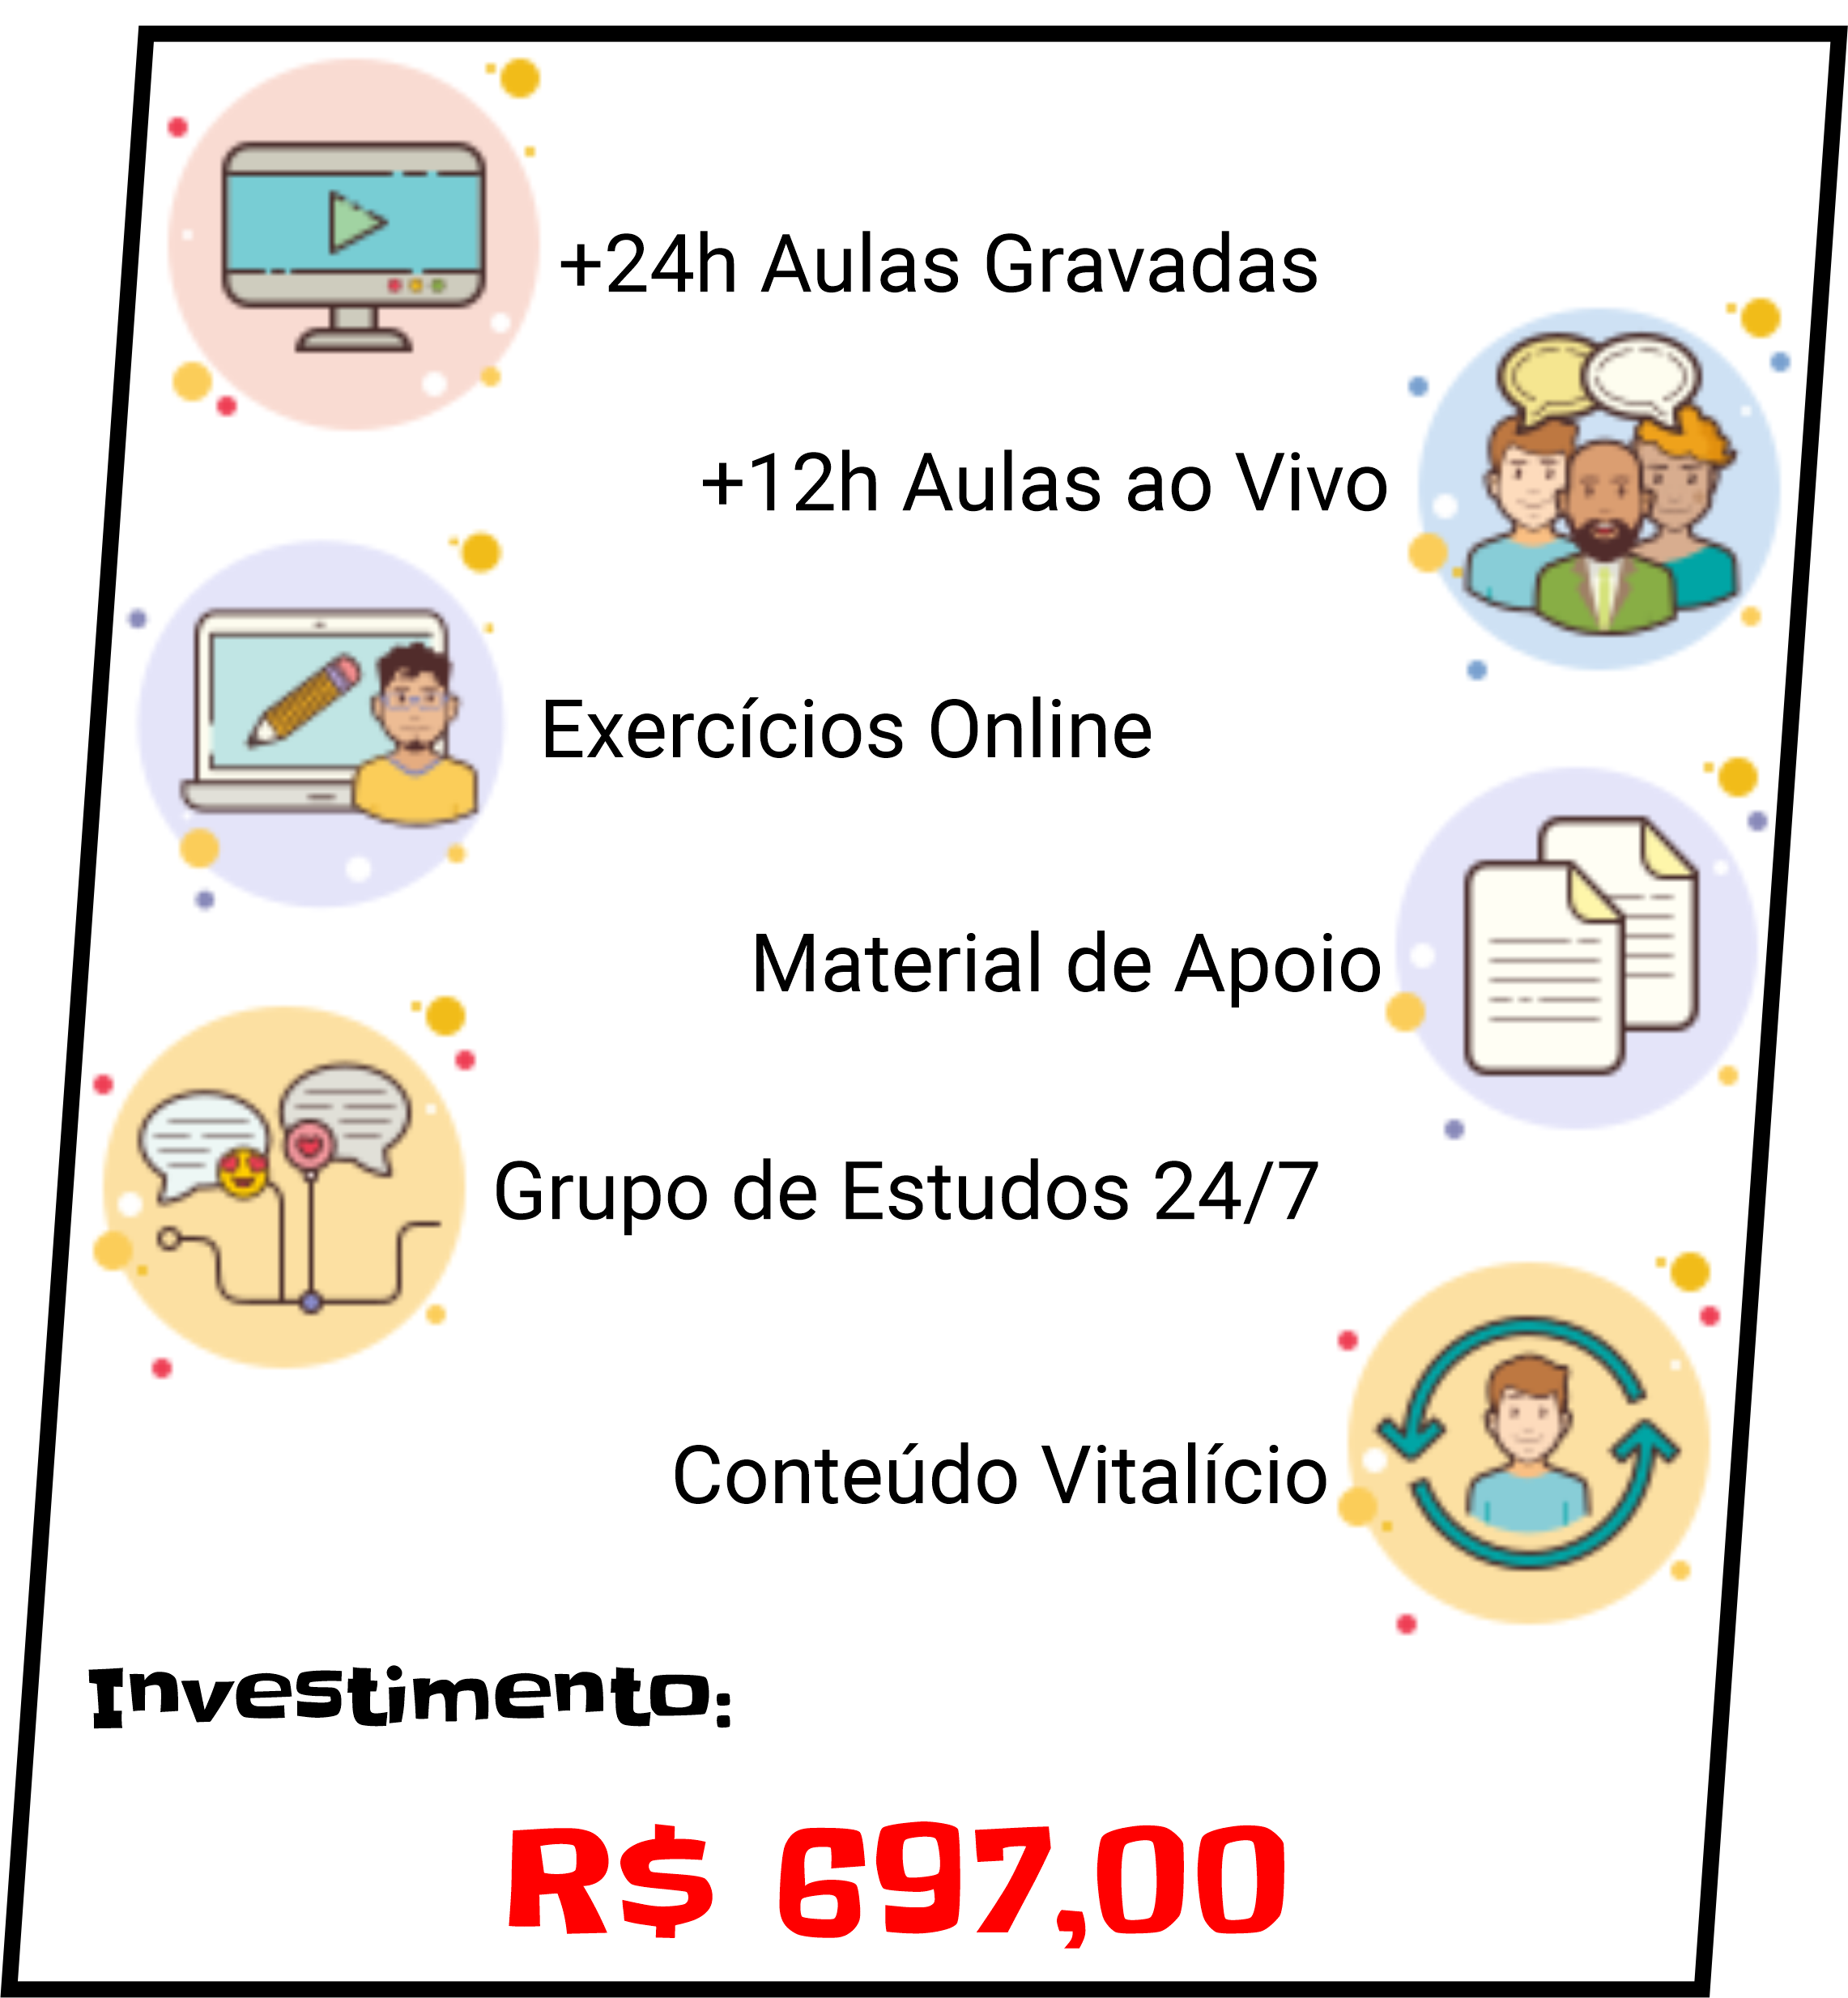 +24h Aulas Gravadas
+12h Aulas ao Vivo
Exercícios Online
Material de Apoio
Grupo de Estudos 24/7
Conteúdo Vitalício
Investimento:
R$ 697,00